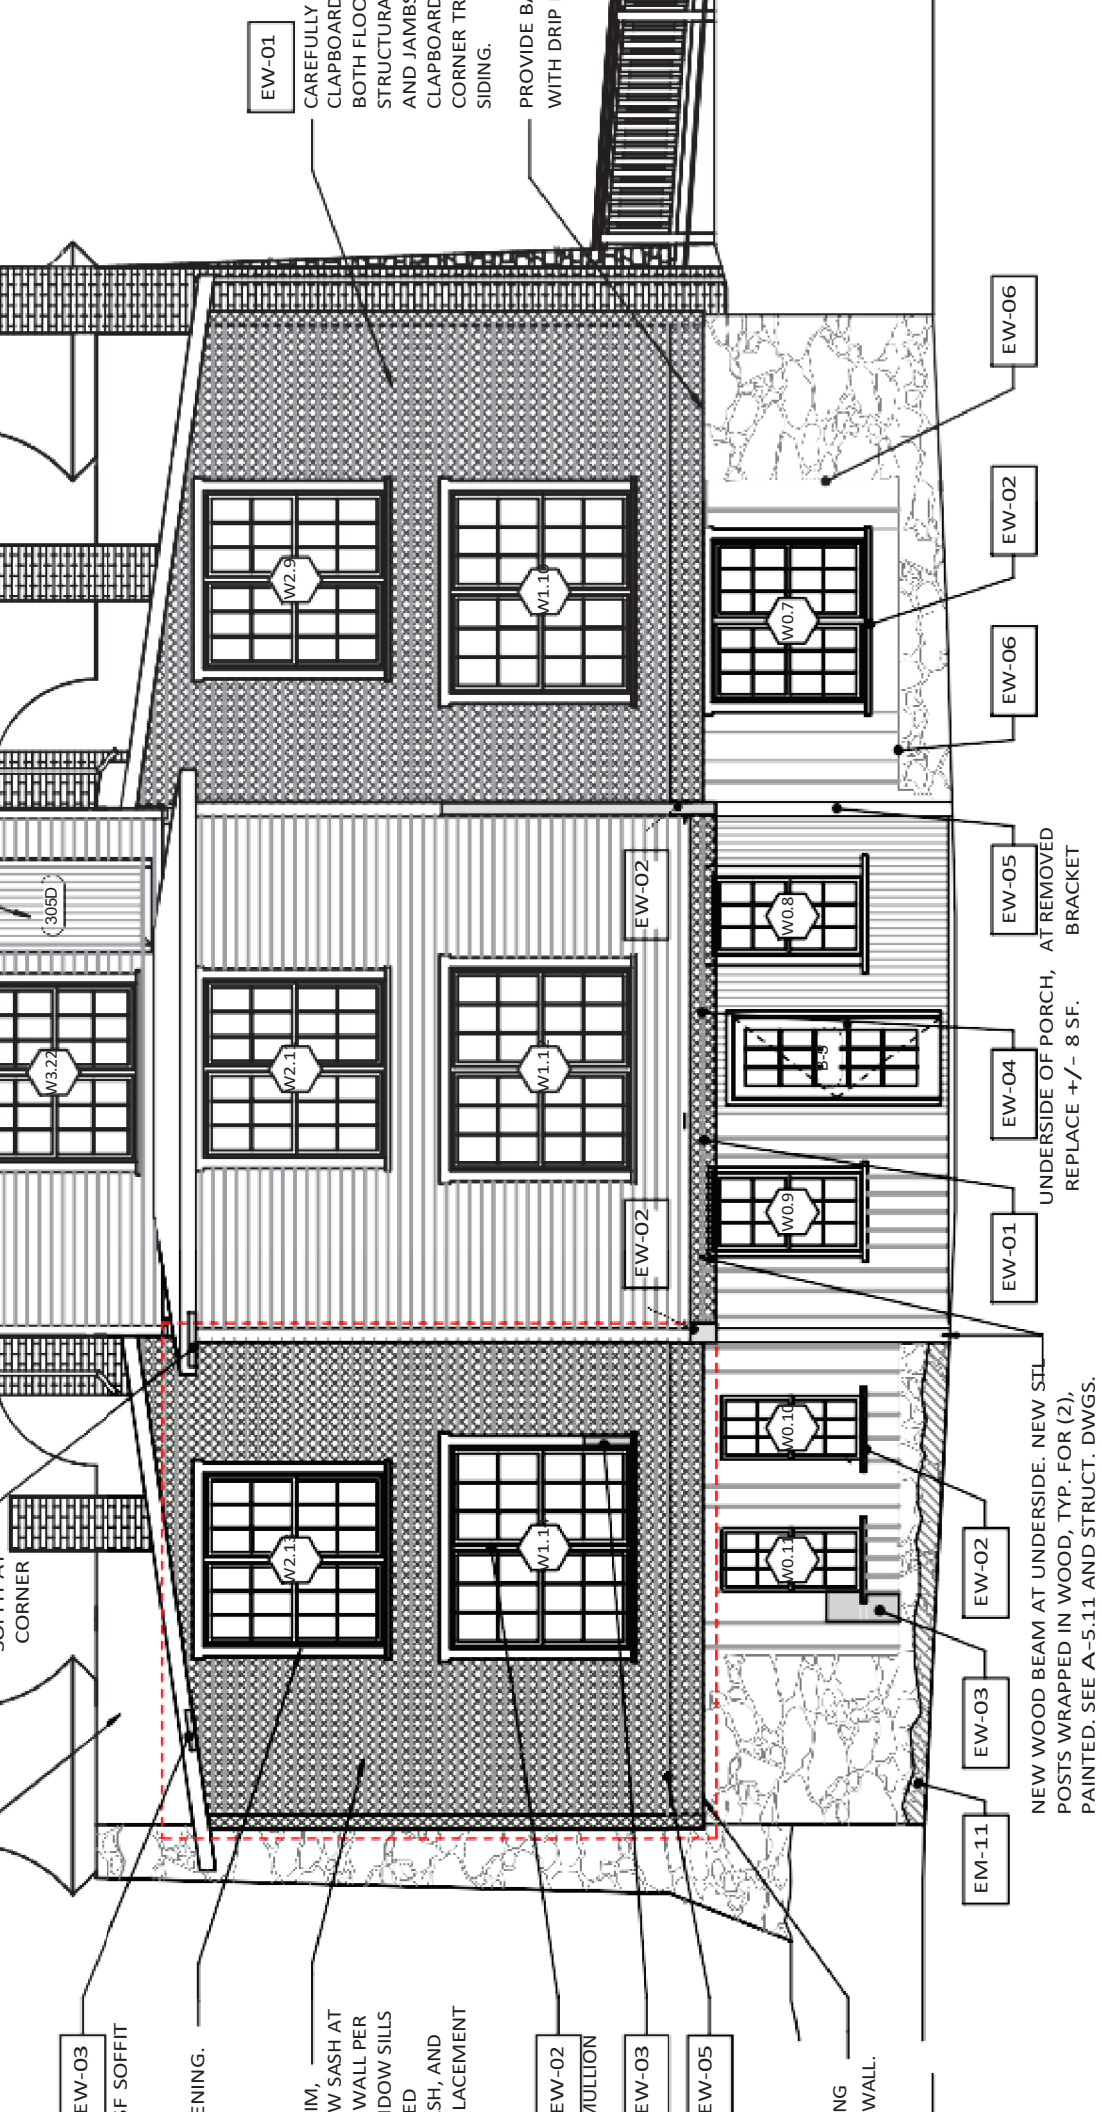 EW-01
CAREFULLY
CLAPBOARD
BOTH FLOO
STRUCTURA
AND JAMBS
CLAPBOARD
CORNER TR
SIDING.
PROVIDE BA
WITH DRIP
305D
W3.22
W2.9
W1.10
W0.7
EW-06
EW-02
EW-06
EW-02
W0.8
EW-05
AT REMOVED
BRACKET
EW-04
UNDERSIDE OF PORCH,
REPLACE +/- 8 SF.
W2.11
W1.1
W0.9
EW-02
EW-01
CORNER
W2.13
W1.1
W0.10
W0.11
EW-02
EW-03
EM-11
NEW WOOD BEAM AT UNDERSIDE. NEW STL
POSTS WRAPPED IN WOOD, TYP. FOR (2),
PAINTED. SEE A-5.11 AND STRUCT. DWGS.
EW-03
SF SOFFIT
ENING.
IM,
W SASH AT
WALL PER
NDOW SILLS
ED
SH, AND
LACEMENT
EW-02
MULLION
EW-03
EW-05
NG
WALL.